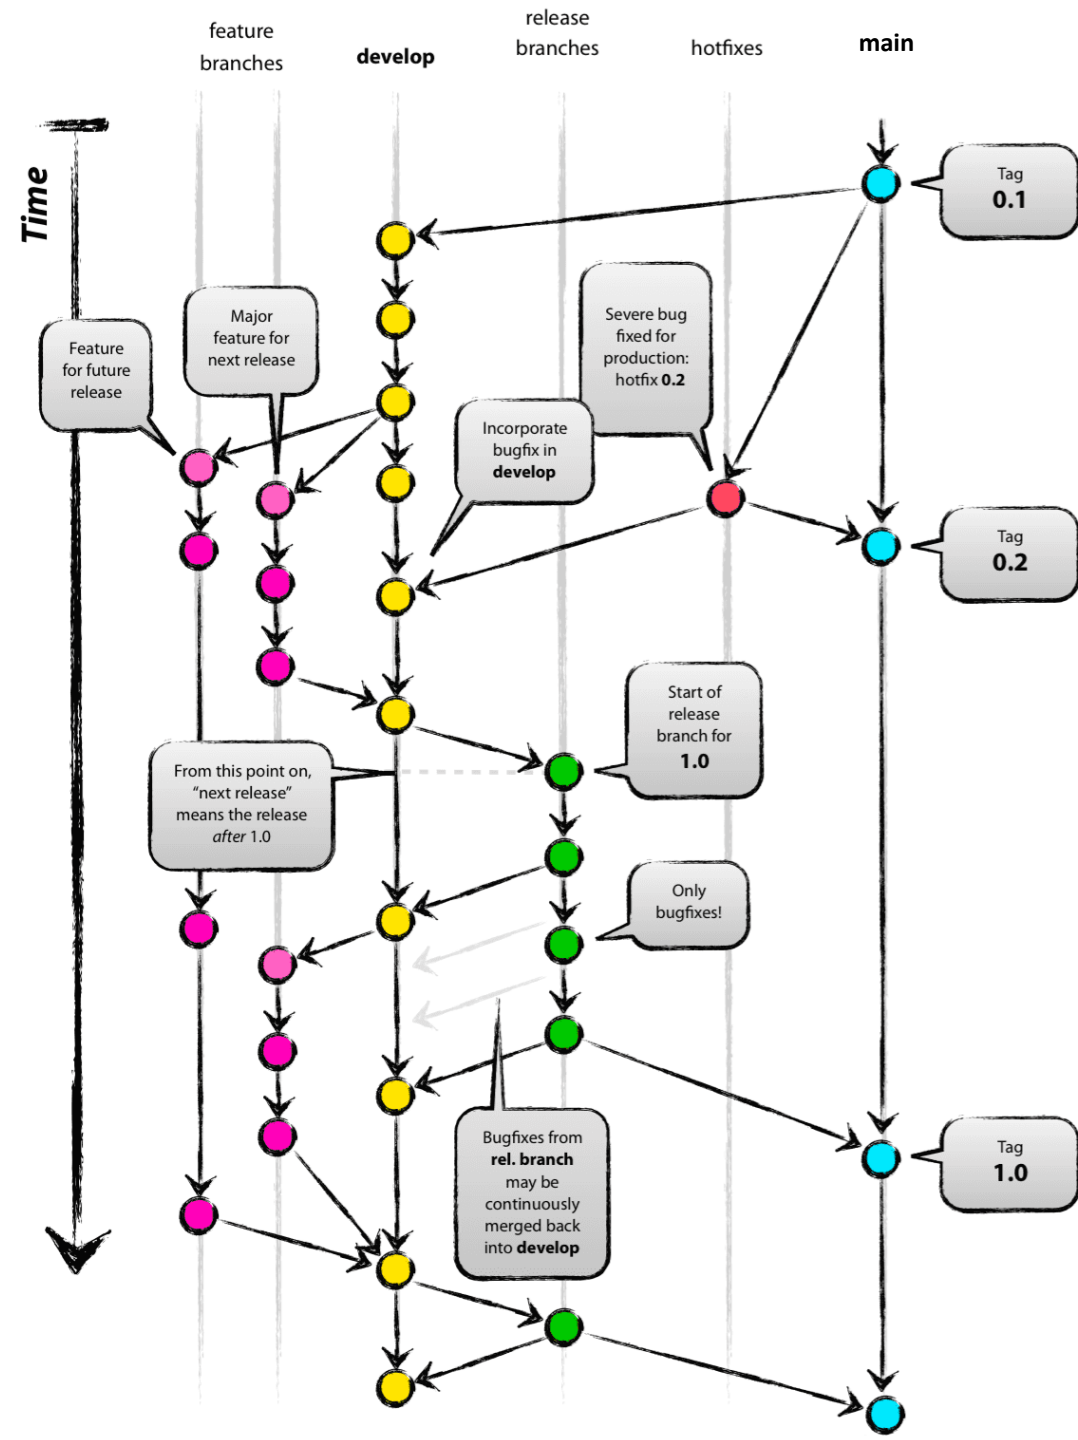 feature
branches
develop
release
branches
hotfixes
main
Time
Tag
0.1
Major
feature for
next release
Severe bug
fixed for
production:
hotfix 0.2
Feature
for future
release
Incorporate
bugfix in
develop
Tag
0.2
Start of
release
branch for
1.0
From this point on,
“next release”
means the release
after 1.0
Only
bugfixes!
Bugfixes from
rel. branch
may be
continuously
merged back
into develop
Tag
1.0